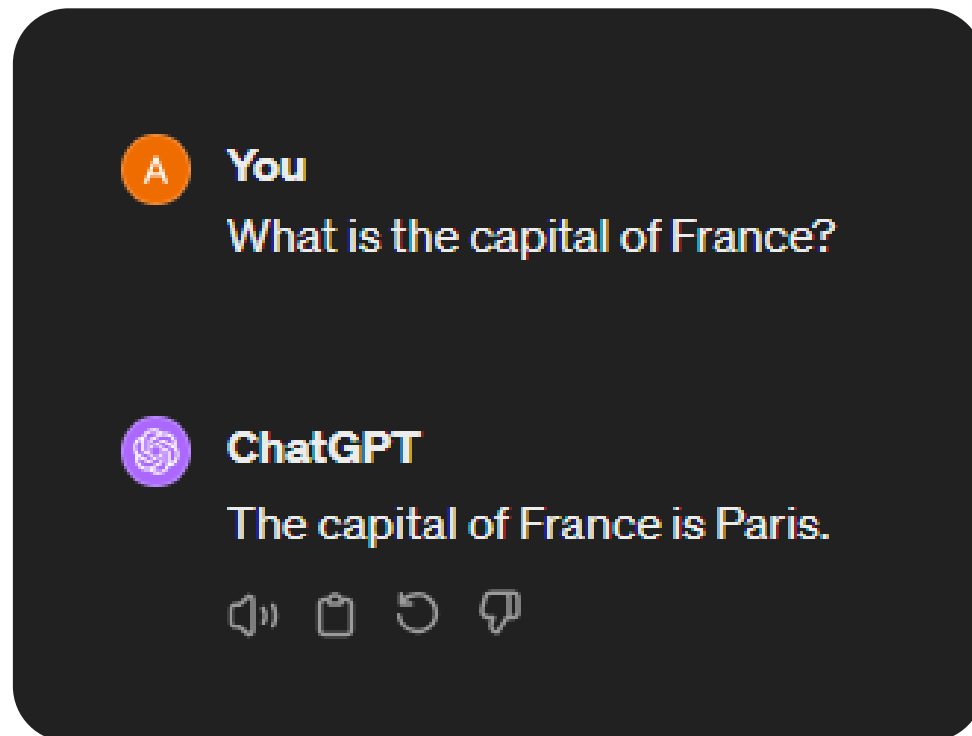 A
You
What is the capital of France?
ChatGPT
The capital of France is Paris.